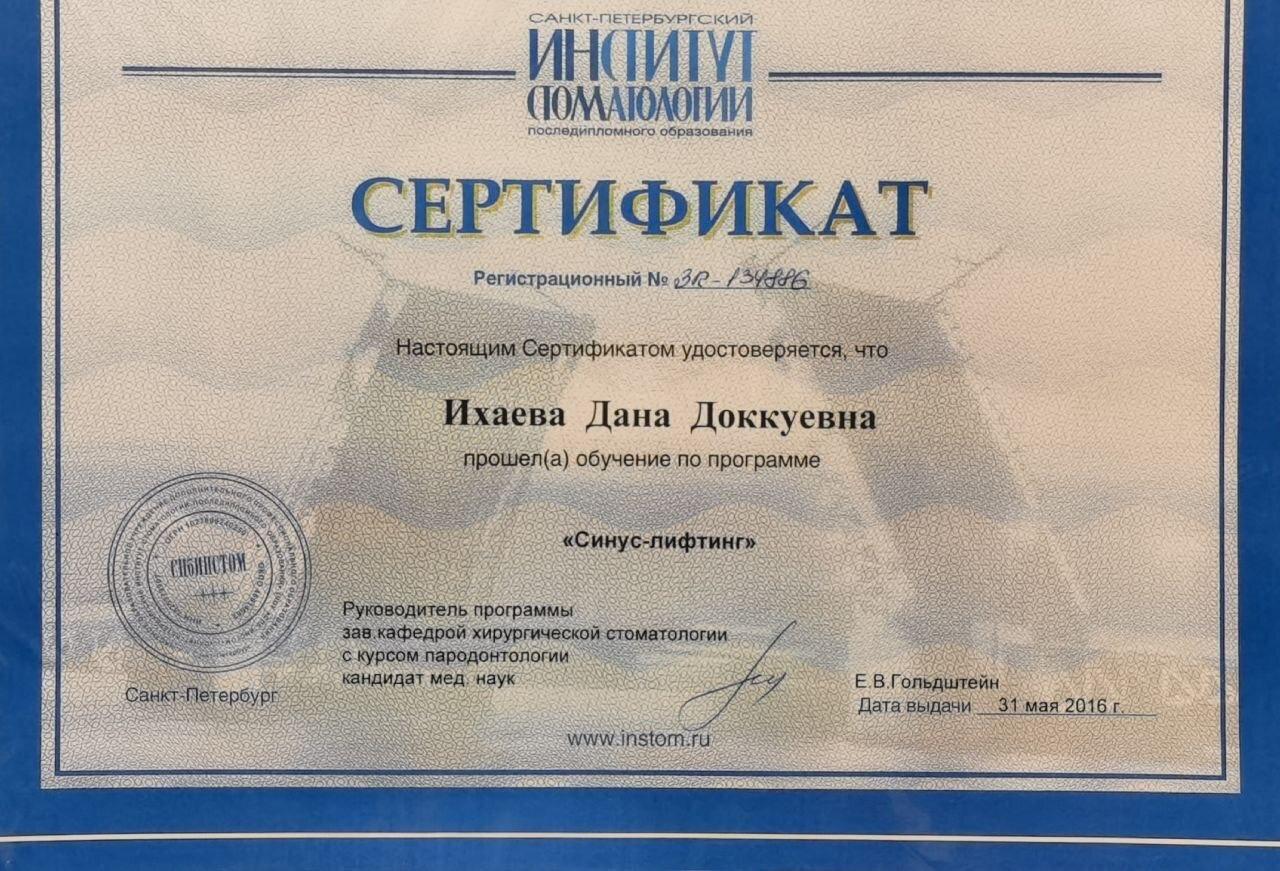 САНКТ-ПЕТЕРБУРГСКИЙ
ИНСТИТУТ
СТОМАТОЛОГИИ
последипломного образования
СЕРТИФИКАТ
Регистрационный № ЗR-134886
Настоящим Сертификатом удостоверяется, что
Ихаева Дана Доккуевна
прошел(а) обучение по программе
«Синус-лифтинг»
СПбИНСТОМ
Санкт-Петербург
Руководитель программы
зав.кафедрой хирургической стоматологии
с курсом пародонтологии
кандидат мед. наук
Е.В.Гольдштейн
Дата выдачи 31 мая 2016 г.
www.instom.ru